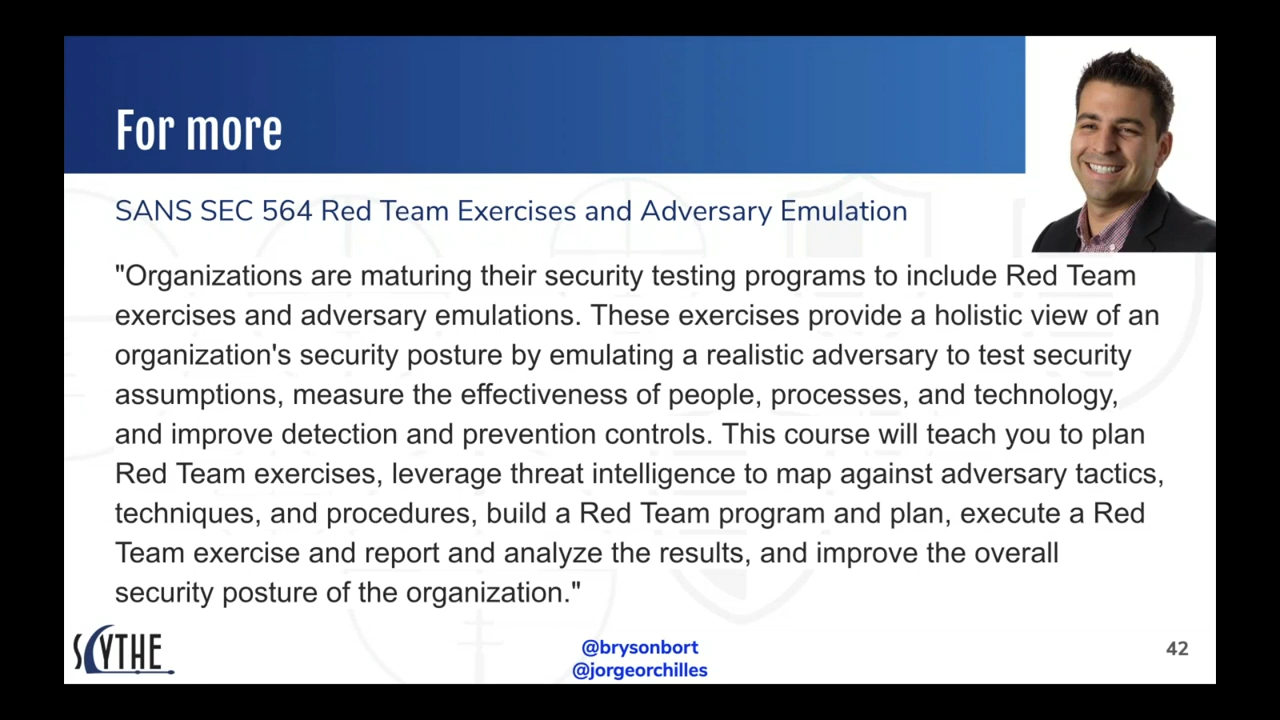 For more
SANS SEC 564 Red Team Exercises and Adversary Emulation
"Organizations are maturing their security testing programs to include Red Team
exercises and adversary emulations. These exercises provide a holistic view of an
organization's security posture by emulating a realistic adversary to test security
assumptions, measure the effectiveness of people, processes, and technology,
and improve detection and prevention controls. This course will teach you to plan
Red Team exercises, leverage threat intelligence to map against adversary tactics,
techniques, and procedures, build a Red Team program and plan, execute a Red
Team exercise and report and analyze the results, and improve the overall
security posture of the organization."
SCYTHE
@brysonbort
@jorgeorchilles
42